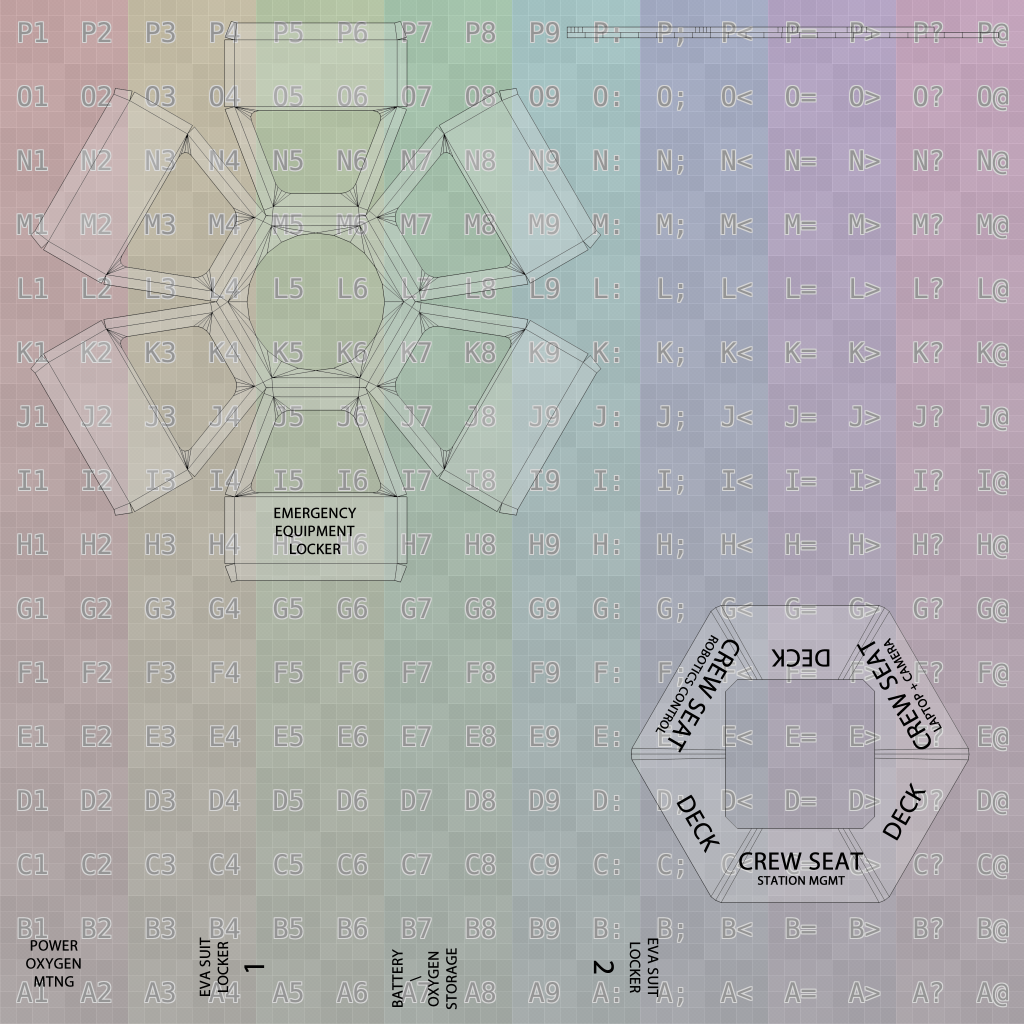 P1 P2 P3 P4 P5 P6 P7 P8 P9 P: P; P< P= P> P? P@
O1 O2 O3 O4 O5 O6 O7 O8 O9 O: O; O< O= O> O? O@
N1 N2 N3 N4 N5 N6 N7 N8 N9 N: N; N< N= N> N? N@
M1 M2 M3 M4 M5 M6 M7 M8 M9 M: M; M< M= M> M? M@
L1 L2 L3 L4 L5 L6 L7 L8 L9 L: L; L< L= L> L? L@
K1 K2 K3 K4 K5 K6 K7 K8 K9 K: K; K< K= K> K? K@
J1 J2 J3 J4 J5 J6 J7 J8 J9 J: J; J< J= J> J? J@
I1 I2 I3 I4 I5 I6 I7 I8 I9 I: I; I< I= I> I? I@
EMERGENCY
EQUIPMENT
LOCKER
H1 H2 H3 H4 H6 H7 H8 H9 H: H; H< H= H> H? H@
G1 G2 G3 G4 G5 G6 G7 G8 G9 G: G; G< G= G> G? G@
F1 F2 F3 F4 F5 F6 F7 F8 F9 F: F= F? F@
CREW SEAT
ROBOTICS CONTROL
DECK
CREW SEAT
LAPTOP + CAMERA
E1 E2 E3 E4 E5 E6 E7 E8 E9 E: E< E= E> E@
D1 D2 D3 D4 D5 D6 D7 D8 D9 D: D< D= D> D@
DECK
DECK
C1 C2 C3 C4 C5 C6 C7 C8 C9 C: C; C? C@
CREW SEAT
STATION MGMT
B1 B2 B3 B4 B5 B6 B7 B8 B9 B: B; B< B= B> B? B@
POWER
OXYGEN
MTNG
EVA SUIT
LOCKER
1
BATTERY
\
OXYGEN
STORAGE
2
EVA SUIT
LOCKER
A1 A2 A3 A4 A5 A6 A7 A8 A9 A: A; A< A= A> A? A@